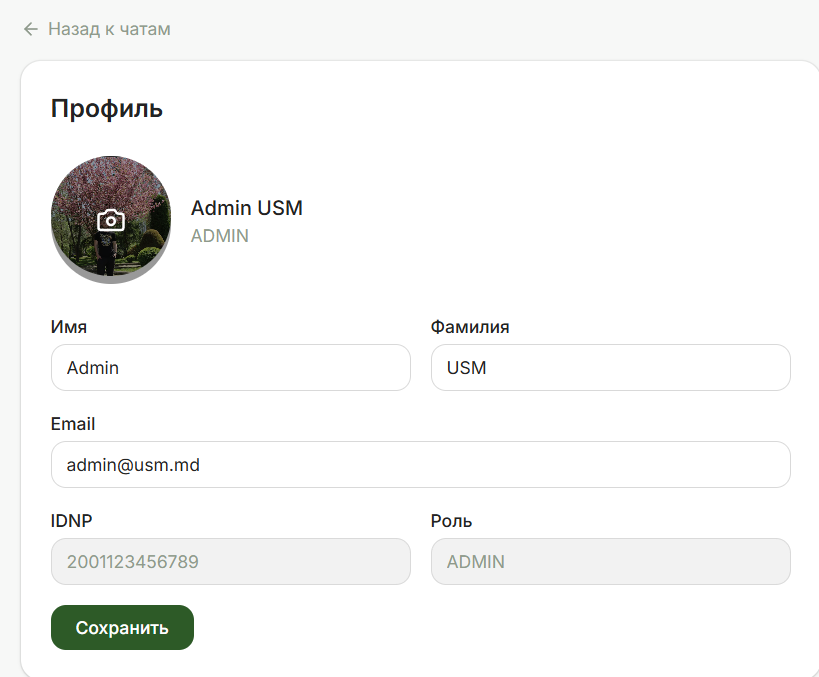 ← Назад к чатам
Профиль
Admin USM
ADMIN
Имя Фамилия
Admin USM
Email
admin@usm.md
IDNP Роль
2001123456789 ADMIN
Сохранить